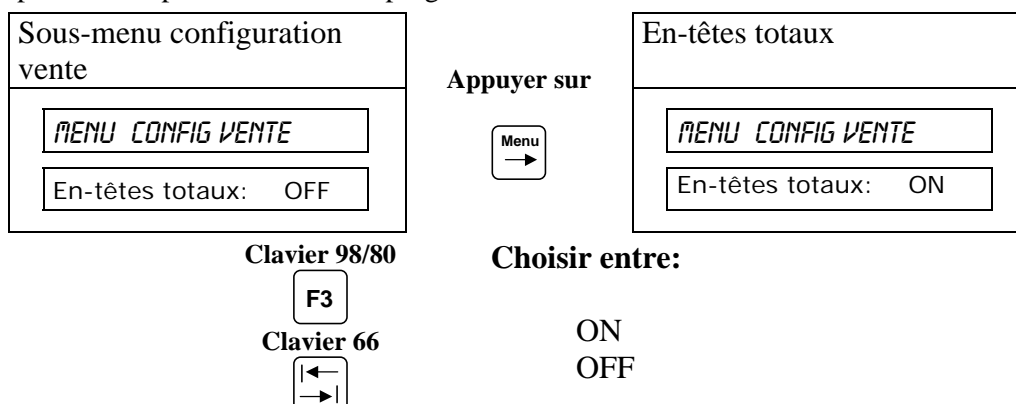 Sous-menu configuration
vente
MENU CONFIG VENTE
En-têtes totaux: OFF
Appuyer sur
Menu
En-têtes totaux
MENU CONFIG VENTE
En-têtes totaux: ON
Clavier 98/80
F3
Clavier 66
Choisir entre:
ON
OFF